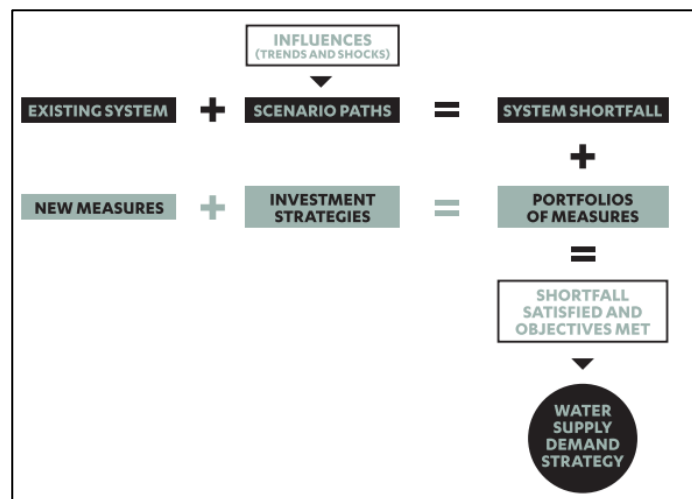 INFLUENCES
(TRENDS AND SHOCKS)
EXISTING SYSTEM + SCENARIO PATHS = SYSTEM SHORTFALL
+
NEW MEASURES + INVESTMENT STRATEGIES = PORTFOLIOS OF MEASURES
=
SHORTFALL
SATISFIED AND
OBJECTIVES MET
WATER
SUPPLY
DEMAND
STRATEGY